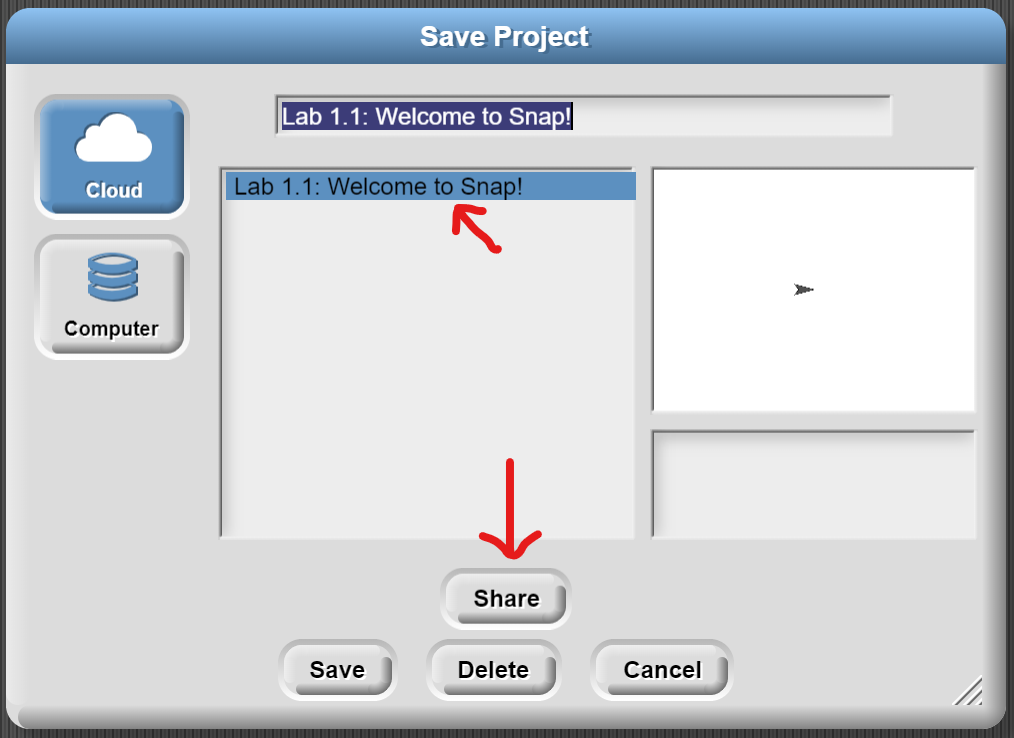 Save Project
Cloud
Computer
Lab 1.1: Welcome to Snap!
Lab 1.1: Welcome to Snap!
Share
Save Delete Cancel